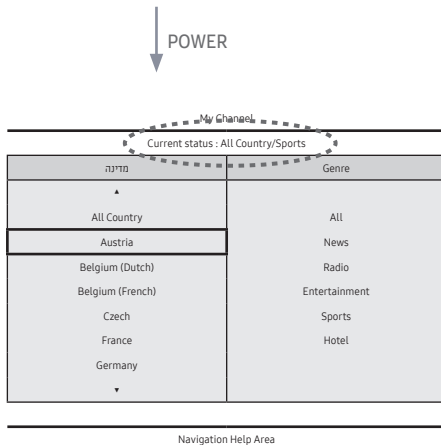 POWER
My Channel
Current status : All Country/Sports
מדינה Genre
▲
All Country All
Austria News
Belgium (Dutch) Radio
Belgium (French) Entertainment
Czech Sports
France Hotel
Germany
▼
Navigation Help Area